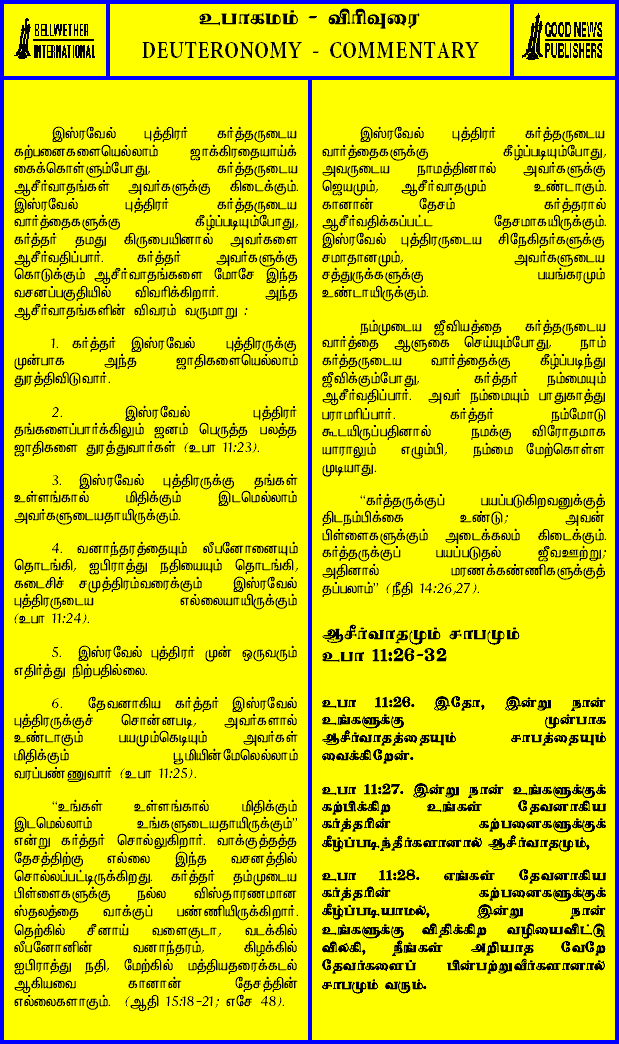 BELLWETHER
INTERNATIONAL
உபாகமம் - விரிவுரை
DEUTERONOMY - COMMENTARY
GOOD NEWS
PUBLISHERS
இஸ்ரவேல் புத்திரர் கர்த்தருடைய
கற்பனைகளையெல்லாம் ஜாக்கிரதையாய்க்
கைக்கொள்ளும்போது, கர்த்தருடைய
ஆசீர்வாதங்கள் அவர்களுக்கு கிடைக்கும்.
இஸ்ரவேல் புத்திரர் கர்த்தருடைய
வார்த்தைகளுக்கு கீழ்ப்படியும்போது,
கர்த்தர் தமது கிருபையினால் அவர்களை
ஆசீர்வதிப்பார். கர்த்தர் அவர்களுக்கு
கொடுக்கும் ஆசீர்வாதங்களை மோசே இந்த
வசனப்பகுதியில் விவரிக்கிறார். அந்த
ஆசீர்வாதங்களின் விவரம் வருமாறு :
1. கர்த்தர் இஸ்ரவேல் புத்திரருக்கு
முன்பாக அந்த ஜாதிகளையெல்லாம்
துரத்திவிடுவார்.
2. இஸ்ரவேல் புத்திரர்
தங்களைப்பார்க்கிலும் ஜனம் பெருத்த பலத்த
ஜாதிகளை துரத்துவார்கள் (உபா 11:23).
3. இஸ்ரவேல் புத்திரருக்கு தங்கள்
உள்ளங்கால் மிதிக்கும் இடமெல்லாம்
அவர்களுடையதாயிருக்கும்.
4. வனாந்தரத்தையும் லீபனோனையும்
தொடங்கி, ஐபிராத்து நதியையும் தொடங்கி,
கடைசிச் சமுத்திரம்வரைக்கும் இஸ்ரவேல்
புத்திரருடைய எல்லையாயிருக்கும்
(உபா 11:24).
5. இஸ்ரவேல் புத்திரர் முன் ஒருவரும்
எதிர்த்து நிற்பதில்லை.
6. தேவனாகிய கர்த்தர் இஸ்ரவேல்
புத்திரருக்குச் சொன்னபடி, அவர்களால்
உண்டாகும் பயமும்கெடியும் அவர்கள்
மிதிக்கும் பூமியின்மேலெல்லாம்
வரப்பண்ணுவார் (உபா 11:25).
“உங்கள் உள்ளங்கால் மிதிக்கும்
இடமெல்லாம் உங்களுடையதாயிருக்கும்”
என்று கர்த்தர் சொல்லுகிறார். வாக்குத்தத்த
தேசத்திற்கு எல்லை இந்த வசனத்தில்
சொல்லப்பட்டிருக்கிறது. கர்த்தர் தம்முடைய
பிள்ளைகளுக்கு நல்ல விஸ்தாரணமான
ஸ்தலத்தை வாக்குப் பண்ணியிருக்கிறார்.
தெற்கில் சீனாய் வளைகுடா, வடக்கில்
லீபனோனின் வனாந்தரம், கிழக்கில்
ஐபிராத்து நதி, மேற்கில் மத்தியதரைக்கடல்
ஆகியவை கானான் தேசத்தின்
எல்லைகளாகும். (ஆதி 15:18-21; எசே 48).
இஸ்ரவேல் புத்திரர் கர்த்தருடைய
வார்த்தைகளுக்கு கீழ்ப்படியும்போது,
அவருடைய நாமத்தினால் அவர்களுக்கு
ஜெயமும், ஆசீர்வாதமும் உண்டாகும்.
கானான் தேசம் கர்த்தரால்
ஆசீர்வதிக்கப்பட்ட தேசமாகயிருக்கும்.
இஸ்ரவேல் புத்திரருடைய சிநேகிதர்களுக்கு
சமாதானமும், அவர்களுடைய
சத்துருக்களுக்கு பயங்கரமும்
உண்டாயிருக்கும்.
நம்முடைய ஜீவியத்தை கர்த்தருடைய
வார்த்தை ஆளுகை செய்யும்போது, நாம்
கர்த்தருடைய வார்த்தைக்கு கீழ்படிந்து
ஜீவிக்கும்போது, கர்த்தர் நம்மையும்
ஆசீர்வதிப்பார். அவர் நம்மையும் பாதுகாத்து
பராமரிப்பார். கர்த்தர் நம்மோடு
கூடயிருப்பதினால் நமக்கு விரோதமாக
யாராலும் எழும்பி, நம்மை மேற்கொள்ள
முடியாது.
“கர்த்தருக்குப் பயப்படுகிறவனுக்குத்
திடநம்பிக்கை உண்டு; அவன்
பிள்ளைகளுக்கும் அடைக்கலம் கிடைக்கும்.
கர்த்தருக்குப் பயப்படுதல் ஜீவஊற்று;
அதினால் மரணக்கண்ணிகளுக்குத்
தப்பலாம்” (நீதி 14:26,27).
ஆசீர்வாதமும் சாபமும்
உபா 11:26-32
உபா 11:26. இதோ, இன்று நான்
உங்களுக்கு முன்பாக
ஆசீர்வாதத்தையும் சாபத்தையும்
வைக்கிறேன்.
உபா 11:27. இன்று நான் உங்களுக்குக்
கற்பிக்கிற உங்கள் தேவனாகிய
கர்த்தரின் கற்பனைகளுக்குக்
கீழ்ப்படிந்தீர்களானால் ஆசீர்வாதமும்,
உபா 11:28. எங்கள் தேவனாகிய
கர்த்தரின் கற்பனைகளுக்குக்
கீழ்ப்படியாமல், இன்று நான்
உங்களுக்கு விதிக்கிற வழியைவிட்டு
விலகி, நீங்கள் அறியாத வேறே
தேவர்களைப் பின்பற்றுவீர்களானால்
சாபமும் வரும்.